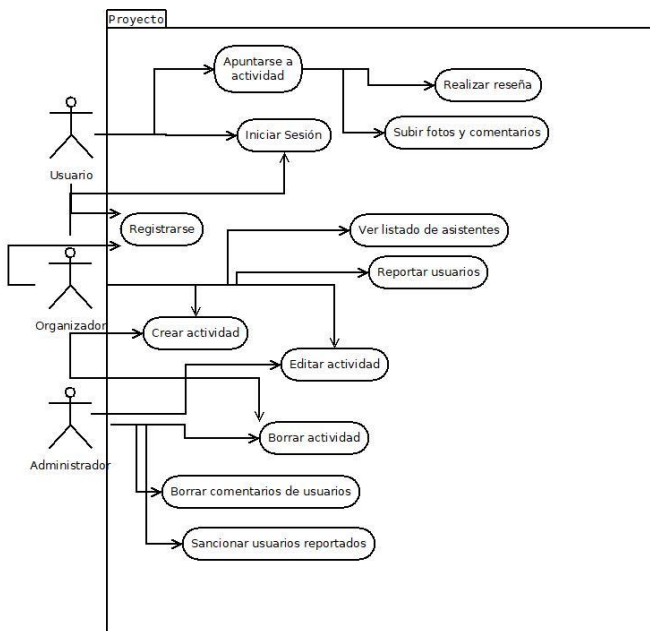 Proyecto
Apuntarse a
actividad
Realizar reseña
Iniciar Sesión
Subir fotos y comentarios
Usuario
Registrarse
Ver listado de asistentes
Reportar usuarios
Organizador
Crear actividad
Editar actividad
Borrar actividad
Administrador
Borrar comentarios de usuarios
Sancionar usuarios reportados